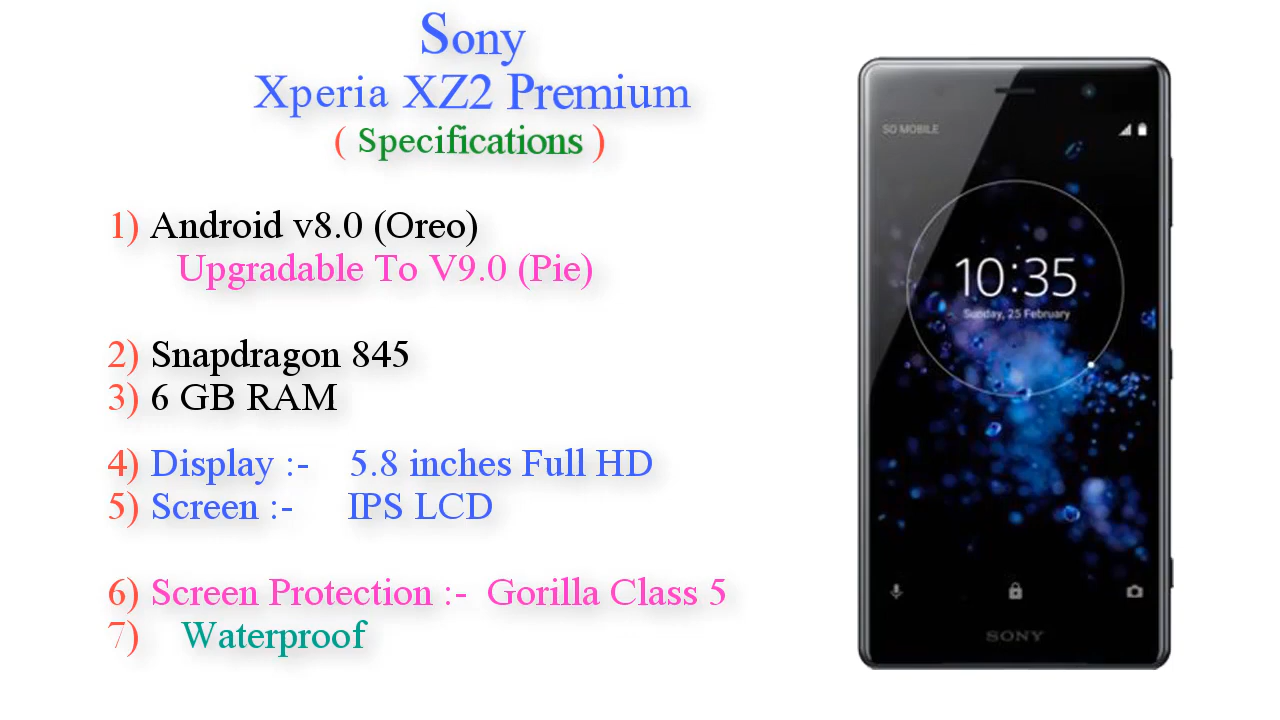 Sony
Xperia XZ2 Premium
( Specifications )
1) Android v8.0 (Oreo)
Upgradable To V9.0 (Pie)
2) Snapdragon 845
3) 6 GB RAM
4) Display :- 5.8 inches Full HD
5) Screen :- IPS LCD
6) Screen Protection :- Gorilla Class 5
7) Waterproof
SO MOBILE
10:35
Sunday, 25 February
SONY